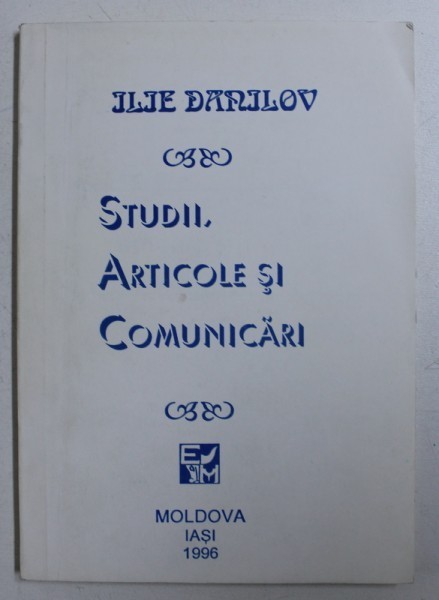 ILIE DANILOV
STUDII,
ARTICOLE ŞI
COMUNICĂRI
E M
MOLDOVA
IAŞI
1996